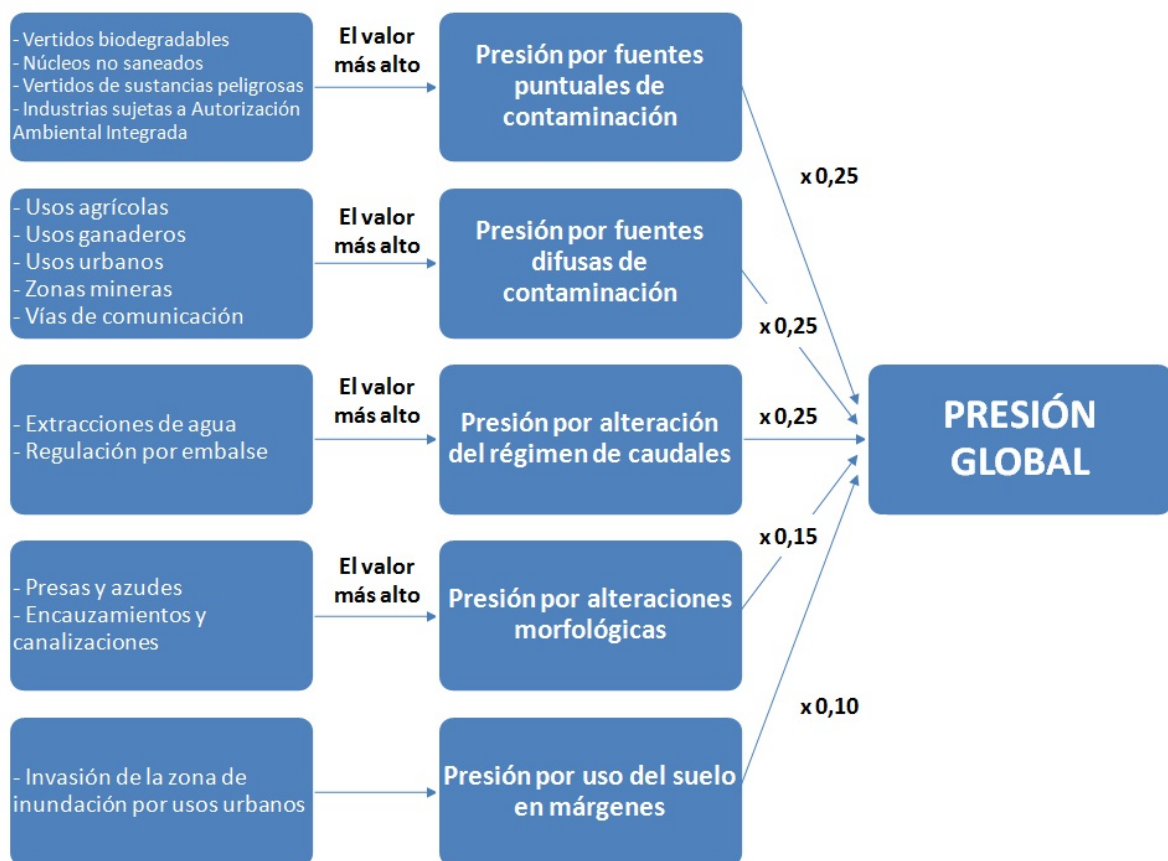 - Vertidos biodegradables
- Núcleos no saneados
- Vertidos de sustancias peligrosas
- Industrias sujetas a Autorización
Ambiental Integrada
El valor
más alto
Presión por fuentes
puntuales de
contaminación
x 0,25
- Usos agrícolas
- Usos ganaderos
- Usos urbanos
- Zonas mineras
- Vías de comunicación
El valor
más alto
Presión por fuentes
difusas de
contaminación
x 0,25
- Extracciones de agua
- Regulación por embalse
El valor
más alto
Presión por alteración
del régimen de caudales
x 0,25
PRESIÓN
GLOBAL
- Presas y azudes
- Encauzamientos y
canalizaciones
El valor
más alto
Presión por alteraciones
morfológicas
x 0,15
- Invasión de la zona de
inundación por usos urbanos
Presión por uso del suelo
en márgenes
x 0,10